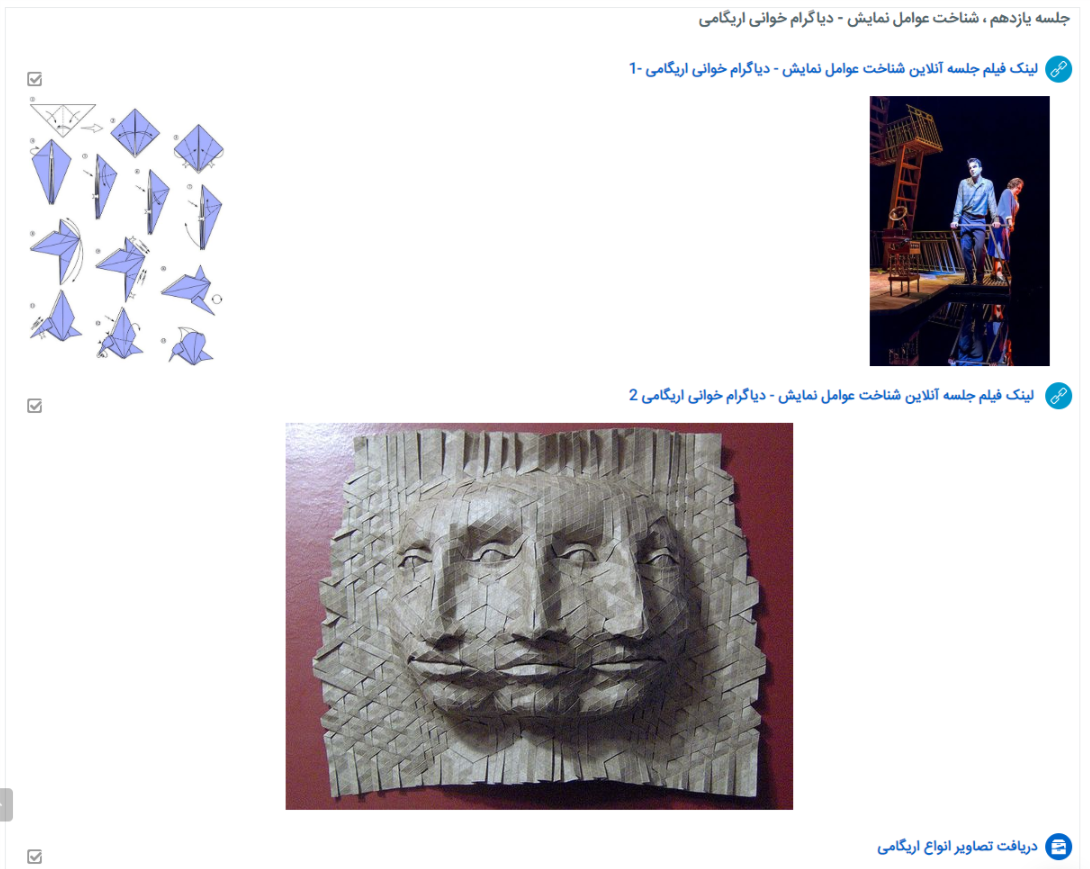 جلسه یازدهم ، شناخت عوامل نمایش - دیاگرام خوانی اریگامی
لینک فیلم جلسه آنلاین شناخت عوامل نمایش - دیاگرام خوانی اریگامی -1
لینک فیلم جلسه آنلاین شناخت عوامل نمایش - دیاگرام خوانی اریگامی 2
دریافت تصاویر انواع اریگامی